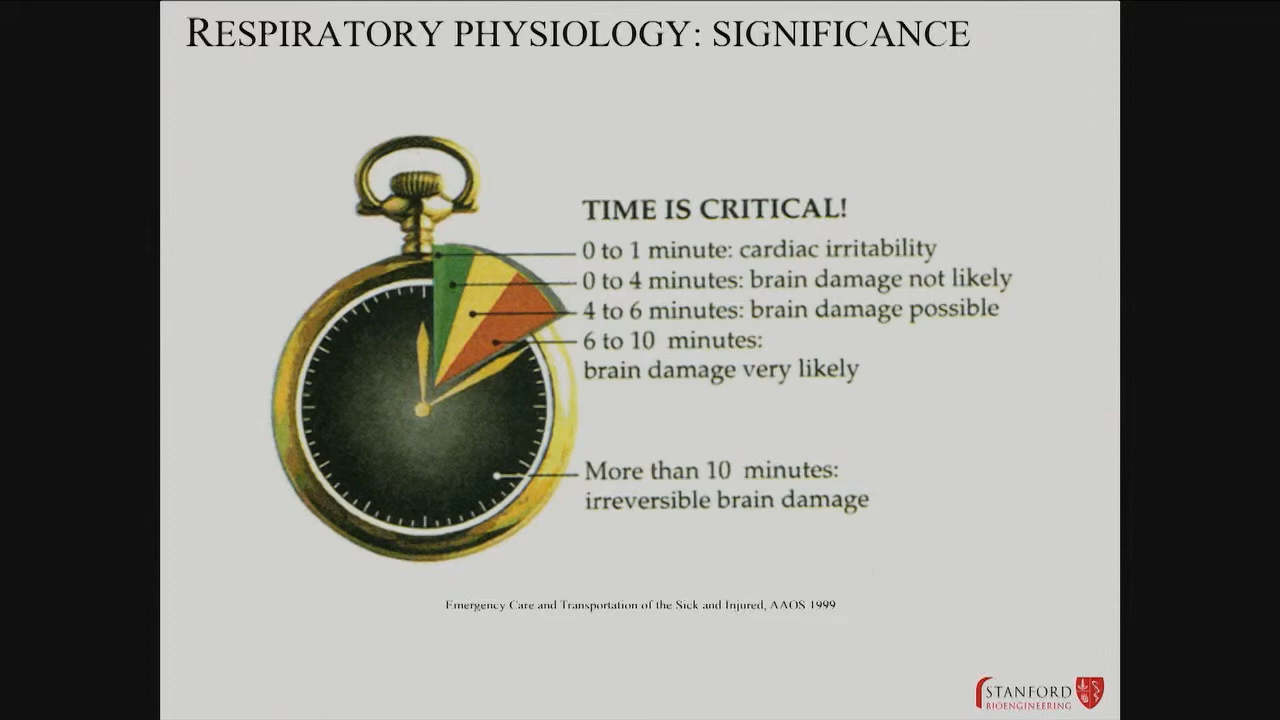 RESPIRATORY PHYSIOLOGY: SIGNIFICANCE
TIME IS CRITICAL!
0 to 1 minute: cardiac irritability
0 to 4 minutes: brain damage not likely
4 to 6 minutes: brain damage possible
6 to 10 minutes:
brain damage very likely
More than 10 minutes:
irreversible brain damage
Emergency Care and Transportation of the Sick and Injured, AAOS 1999
STANFORD
BIOENGINEERING